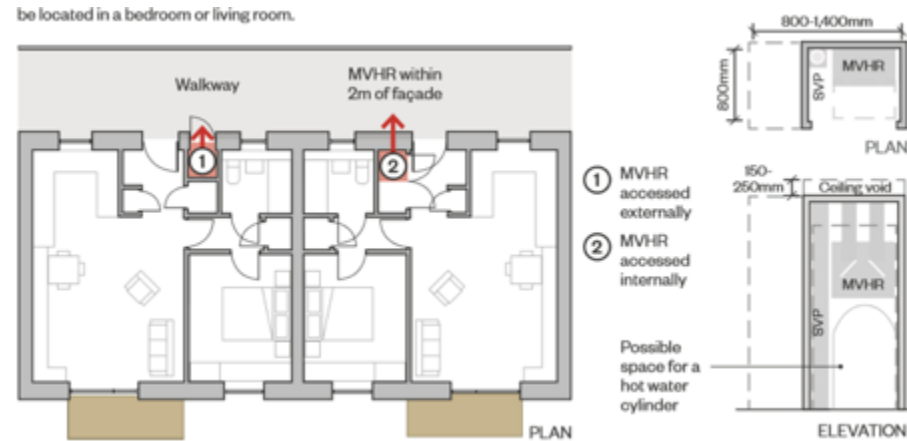 be located in a bedroom or living room.
Walkway
MVHR within
2m of façade
1
2
PLAN
1 MVHR
accessed
externally
2 MVHR
accessed
internally
Possible
space for a
hot water
cylinder
800-1,400mm
800mm
SVP
MVHR
PLAN
150-
250mm
Ceiling void
MVHR
SVP
ELEVATION